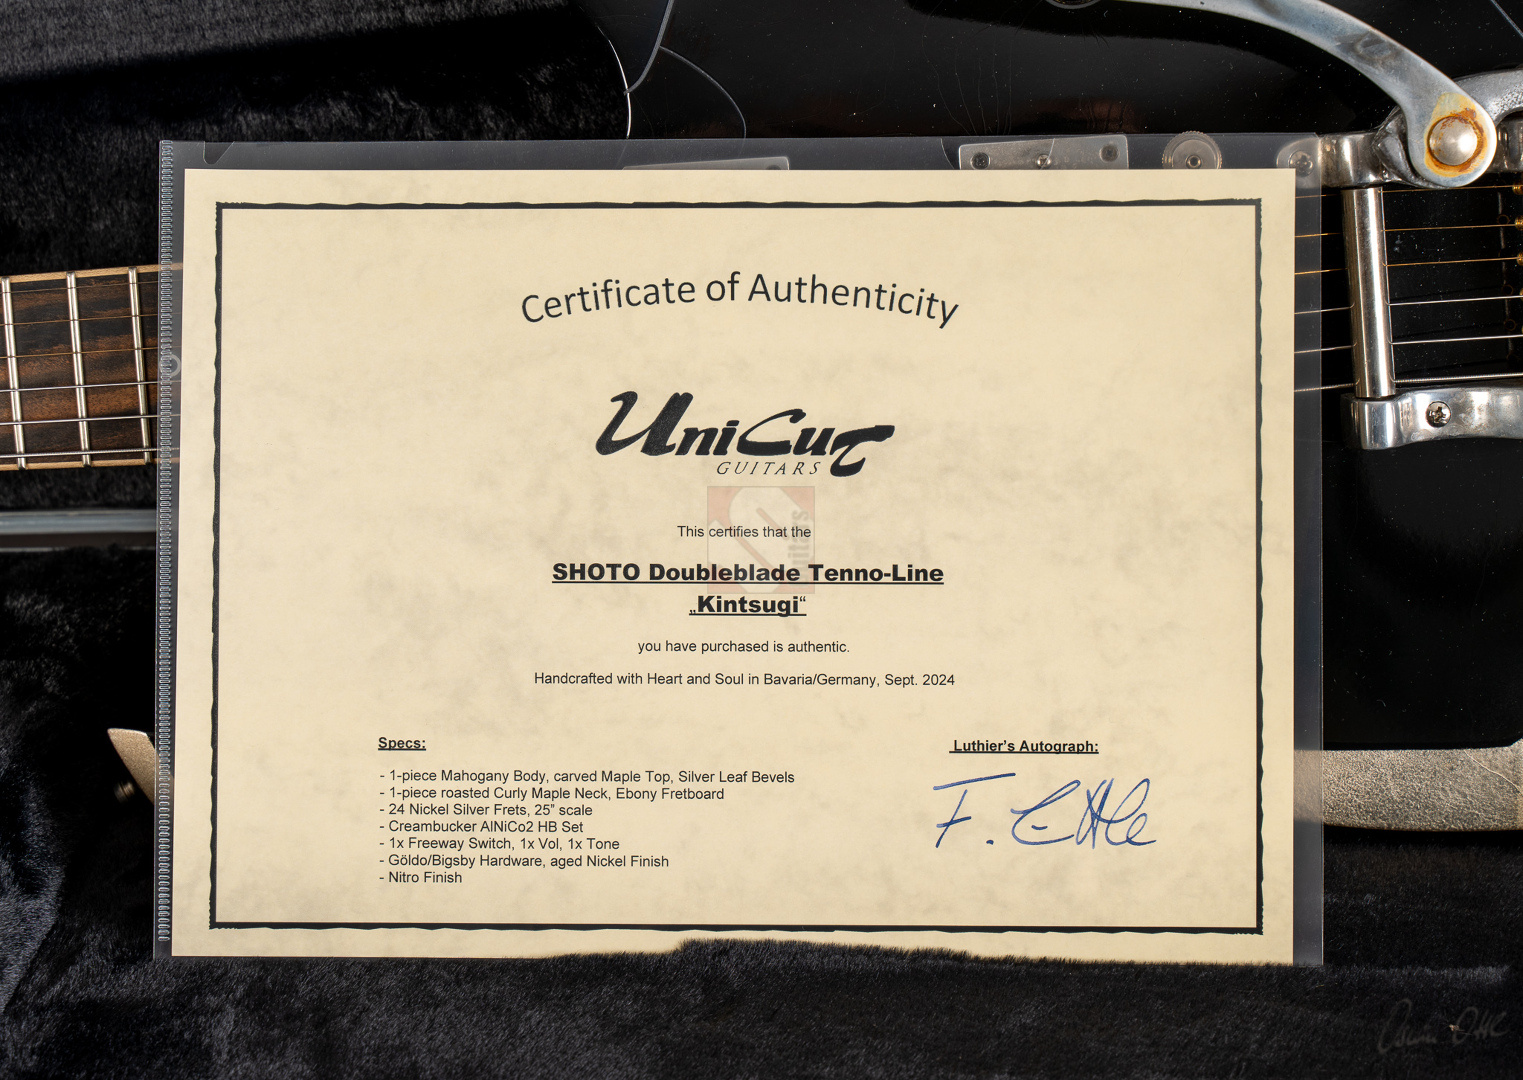 Certificate of Authenticity
UniCut
GUITARS
This certifies that the
SHOTO Doubleblade Tenno-Line
„Kintsugi“
you have purchased is authentic.
Handcrafted with Heart and Soul in Bavaria/Germany, Sept. 2024
Specs:
- 1-piece Mahogany Body, carved Maple Top, Silver Leaf Bevels
- 1-piece roasted Curly Maple Neck, Ebony Fretboard
- 24 Nickel Silver Frets, 25” scale
- Creambucker AlNiCo2 HB Set
- 1x Freeway Switch, 1x Vol, 1x Tone
- Göldo/Bigsby Hardware, aged Nickel Finish
- Nitro Finish
Luthier’s Autograph:
F.
guitars